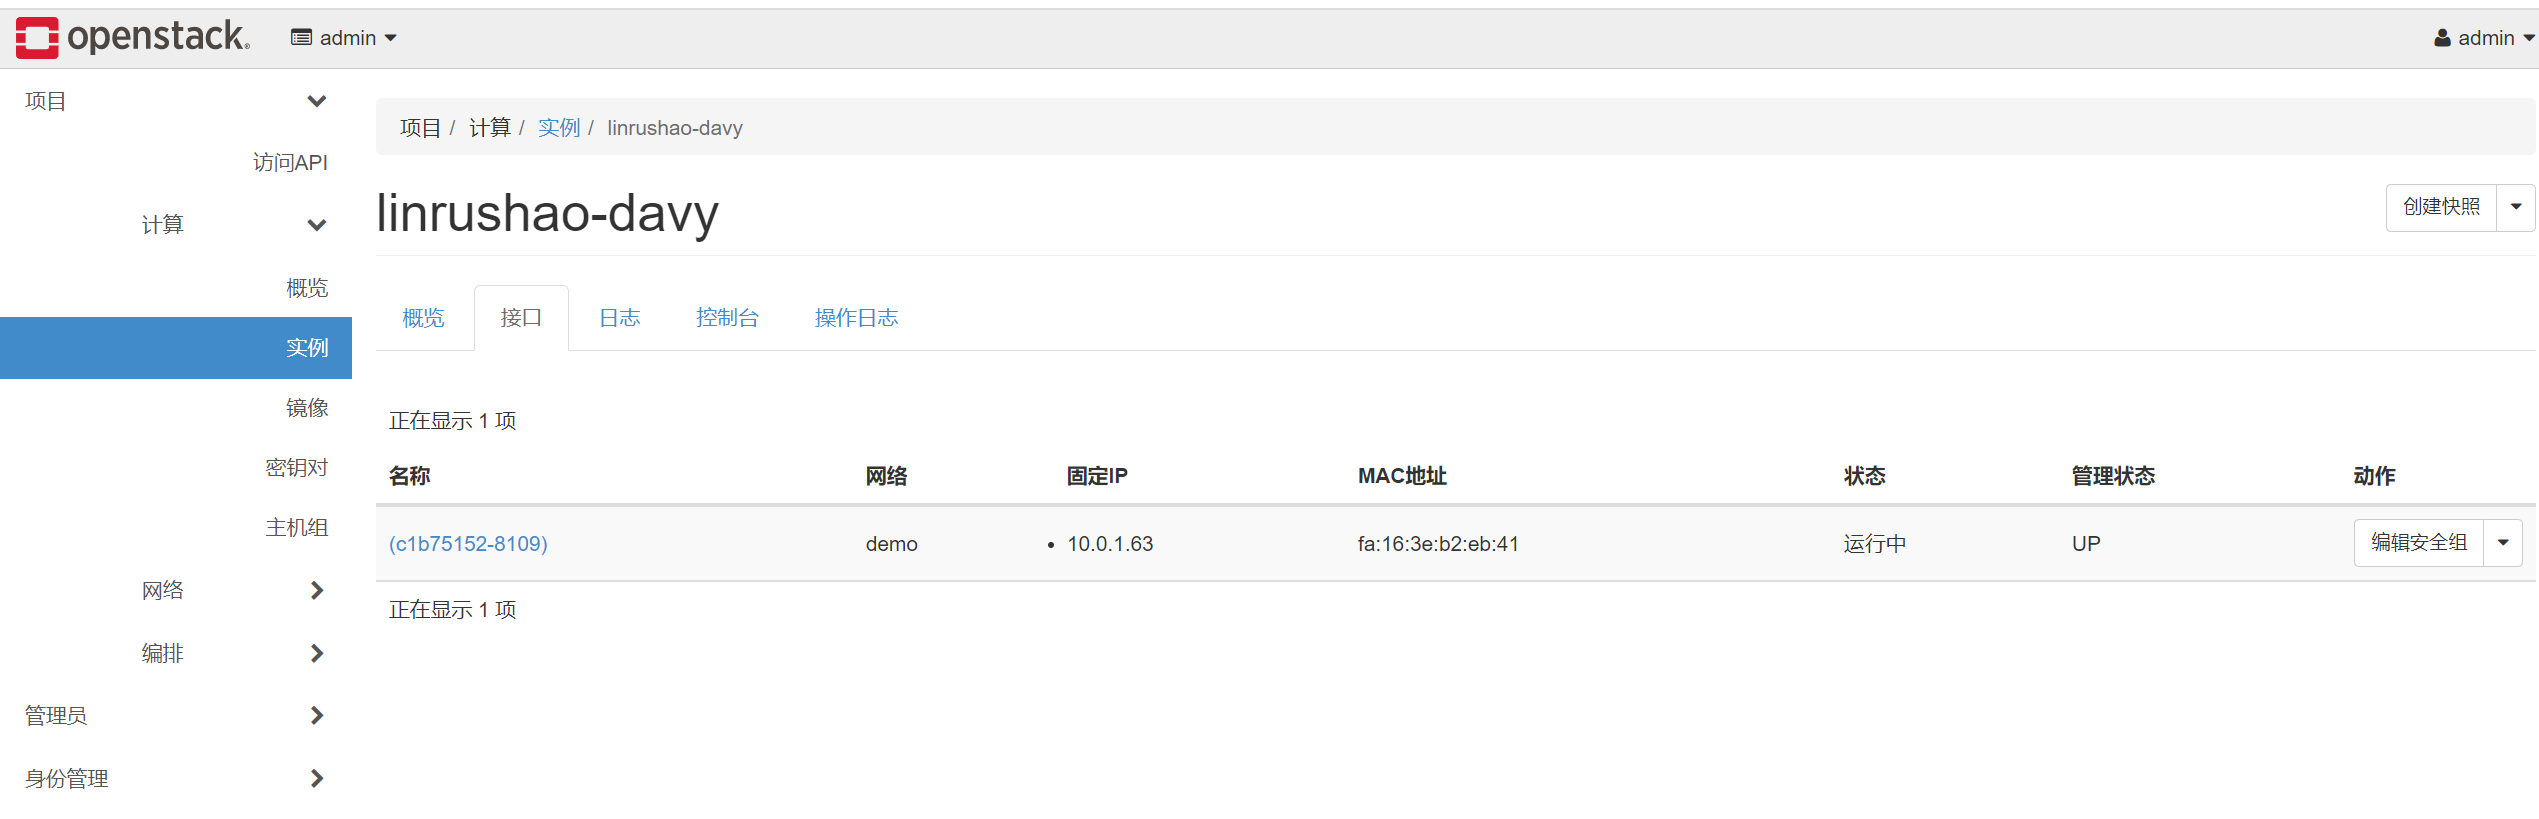 openstack. admin admin
项目
访问API
计算
概览
实例
镜像
密钥对
主机组
网络
编排
管理员
身份管理
项目 / 计算 / 实例 / linrushao-davy
linrushao-davy
创建快照
概览 接口 日志 控制台 操作日志
正在显示 1 项
名称 网络 固定IP MAC地址 状态 管理状态 动作
(c1b75152-8109) demo • 10.0.1.63 fa:16:3e:b2:eb:41 运行中 UP 编辑安全组
正在显示 1 项